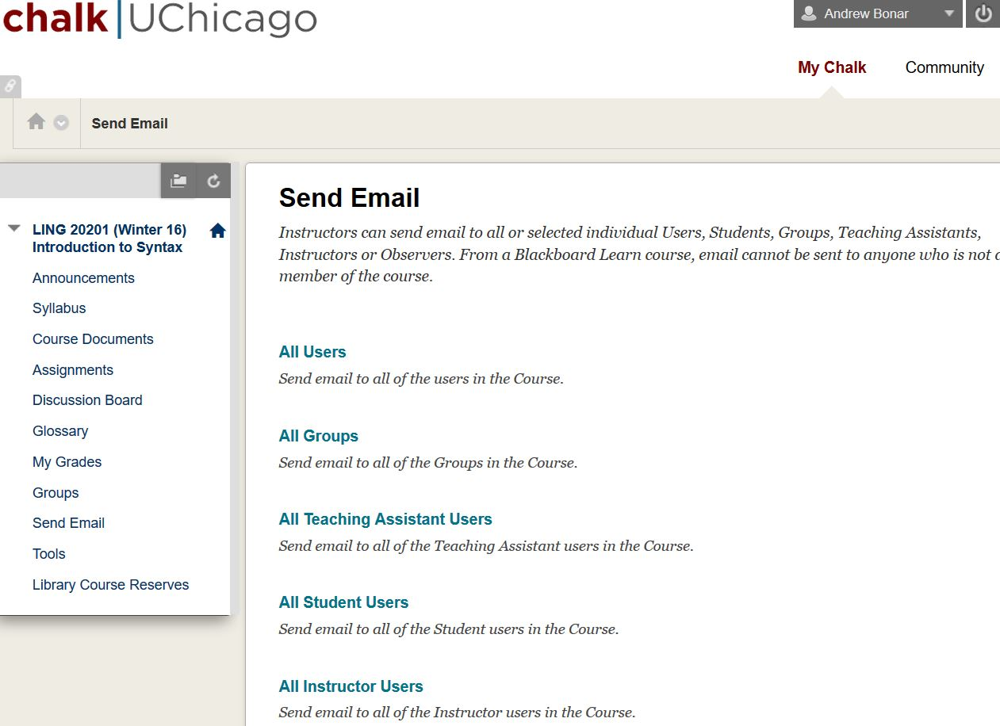 chalk UChicago
Andrew Bonar
My Chalk
Community
Send Email
LING 20201 (Winter 16)
Introduction to Syntax
Announcements
Syllabus
Course Documents
Assignments
Discussion Board
Glossary
My Grades
Groups
Send Email
Tools
Library Course Reserves
Send Email
Instructors can send email to all or selected individual Users, Students, Groups, Teaching Assistants,
Instructors or Observers. From a Blackboard Learn course, email cannot be sent to anyone who is not a
member of the course.
All Users
Send email to all of the users in the Course.
All Groups
Send email to all of the Groups in the Course.
All Teaching Assistant Users
Send email to all of the Teaching Assistant users in the Course.
All Student Users
Send email to all of the Student users in the Course.
All Instructor Users
Send email to all of the Instructor users in the Course.